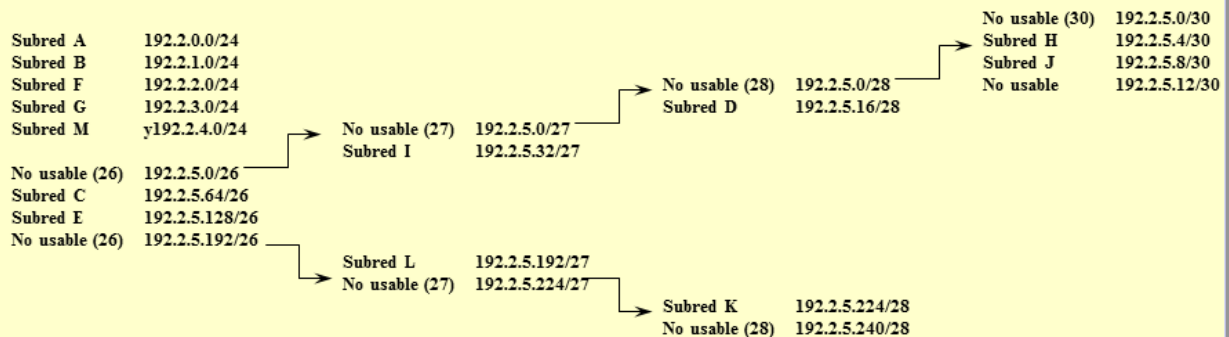 Subred A 192.2.0.0/24
Subred B 192.2.1.0/24
Subred F 192.2.2.0/24
Subred G 192.2.3.0/24
Subred M y192.2.4.0/24
No usable (26) 192.2.5.0/26
Subred C 192.2.5.64/26
Subred E 192.2.5.128/26
No usable (26) 192.2.5.192/26
No usable (27) 192.2.5.0/27
Subred I 192.2.5.32/27
Subred L 192.2.5.192/27
No usable (27) 192.2.5.224/27
No usable (28) 192.2.5.0/28
Subred D 192.2.5.16/28
Subred K 192.2.5.224/28
No usable (28) 192.2.5.240/28
No usable (30) 192.2.5.0/30
Subred H 192.2.5.4/30
Subred J 192.2.5.8/30
No usable 192.2.5.12/30